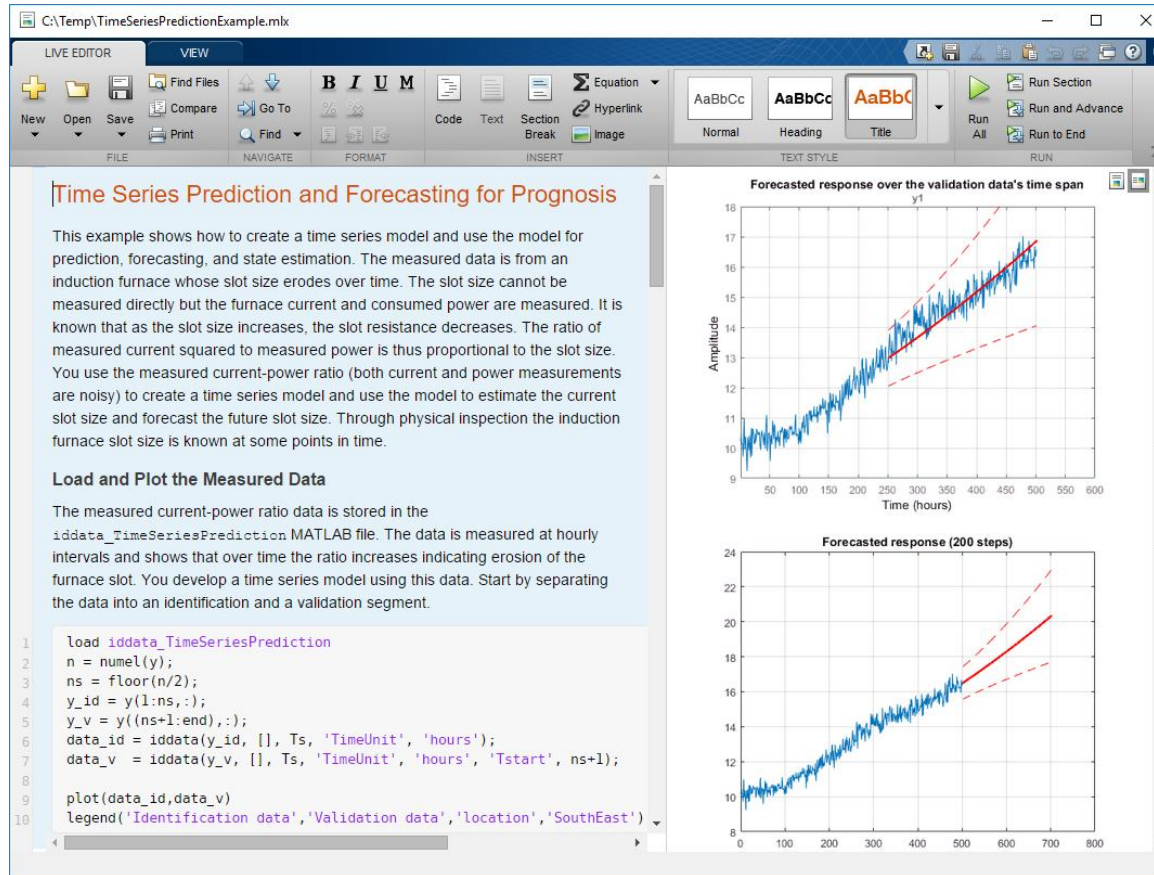 C:\Temp\TimeSeriesPredictionExample.mlx
LIVE EDITOR VIEW
New Open Save Find Files Compare Print
FILE
Go To
Find
NAVIGATE
B I U M
FORMAT
Code Text Section Break Equation Hyperlink Image
INSERT
AaBbCc AaBbCc AaBbC
Normal Heading Title
TEXT STYLE
Run All Run Section Run and Advance Run to End
RUN
Time Series Prediction and Forecasting for Prognosis
This example shows how to create a time series model and use the model for
prediction, forecasting, and state estimation. The measured data is from an
induction furnace whose slot size erodes over time. The slot size cannot be
measured directly but the furnace current and consumed power are measured. It is
known that as the slot size increases, the slot resistance decreases. The ratio of
measured current squared to measured power is thus proportional to the slot size.
You use the measured current-power ratio (both current and power measurements
are noisy) to create a time series model and use the model to estimate the current
slot size and forecast the future slot size. Through physical inspection the induction
furnace slot size is known at some points in time.
Load and Plot the Measured Data
The measured current-power ratio data is stored in the
iddata_TimeSeriesPrediction MATLAB file. The data is measured at hourly
intervals and shows that over time the ratio increases indicating erosion of the
furnace slot. You develop a time series model using this data. Start by separating
the data into an identification and a validation segment.
1 load iddata_TimeSeriesPrediction
2 n = numel(y);
3 ns = floor(n/2);
4 y_id = y(1:ns,:);
5 y_v = y((ns+1:end),:);
6 data_id = iddata(y_id, [], Ts, 'TimeUnit', 'hours');
7 data_v  = iddata(y_v, [], Ts, 'TimeUnit', 'hours', 'Tstart', ns+1);
8
9 plot(data_id,data_v)
10 legend('Identification data','Validation data','location','SouthEast')
Forecasted response over the validation data's time span
y1
18
17
16
15
14
13
12
11
10
9
Amplitude
50 100 150 200 250 300 350 400 450 500 550 600
Time (hours)
Forecasted response (200 steps)
24
22
20
18
16
14
12
10
8
0 100 200 300 400 500 600 700 800